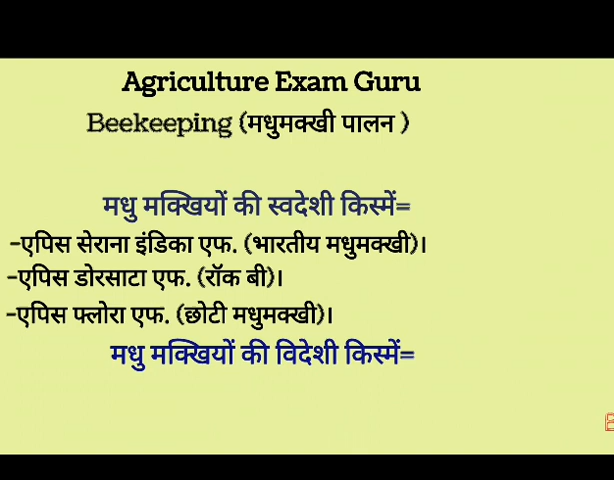 Agriculture Exam Guru
Beekeeping (मधुमक्खी पालन )
मधु मक्खियों की स्वदेशी किस्में=
-एपिस सेराना इंडिका एफ. (भारतीय मधुमक्खी)।
-एपिस डोरसाटा एफ. (रॉक बी)।
-एपिस फ्लोरा एफ. (छोटी मधुमक्खी)।
मधु मक्खियों की विदेशी किस्में=